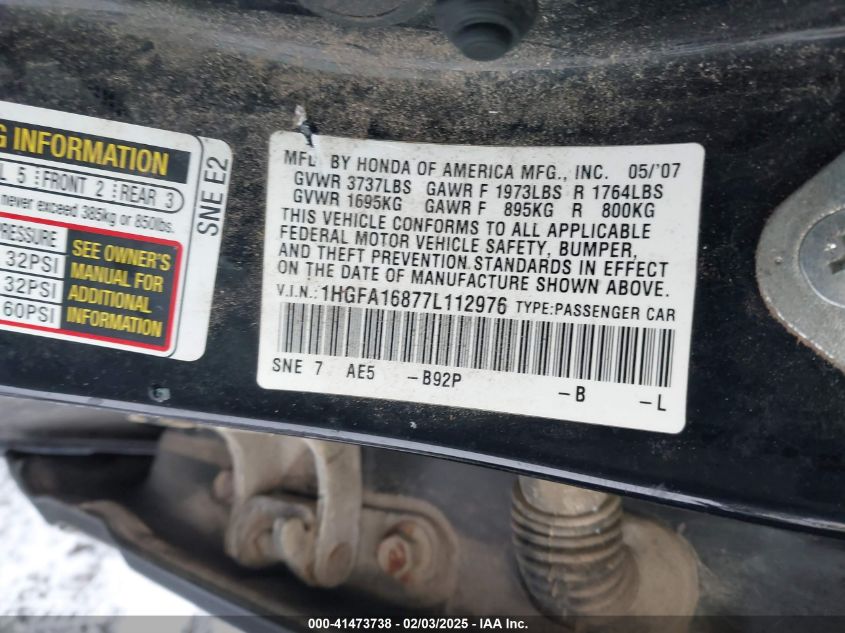 G INFORMATION
L 5 FRONT 2 REAR 3
never exceed 385kg or 850lbs.
PRESSURE
32PSI
32PSI
60PSI
SEE OWNER'S
MANUAL FOR
ADDITIONAL
INFORMATION
SNE E2
MFD BY HONDA OF AMERICA MFG., INC. 05/'07
GVWR 3737LBS GAWR F 1973LBS R 1764LBS
GVWR 1695KG GAWR F 895KG R 800KG
THIS VEHICLE CONFORMS TO ALL APPLICABLE
FEDERAL MOTOR VEHICLE SAFETY, BUMPER,
AND THEFT PREVENTION STANDARDS IN EFFECT
ON THE DATE OF MANUFACTURE SHOWN ABOVE.
V.I.N.: 1HGFA16877L112976 TYPE:PASSENGER CAR
SNE 7 AE5 -B92P -B -L
000-41473738 - 02/03/2025 - IAA Inc.